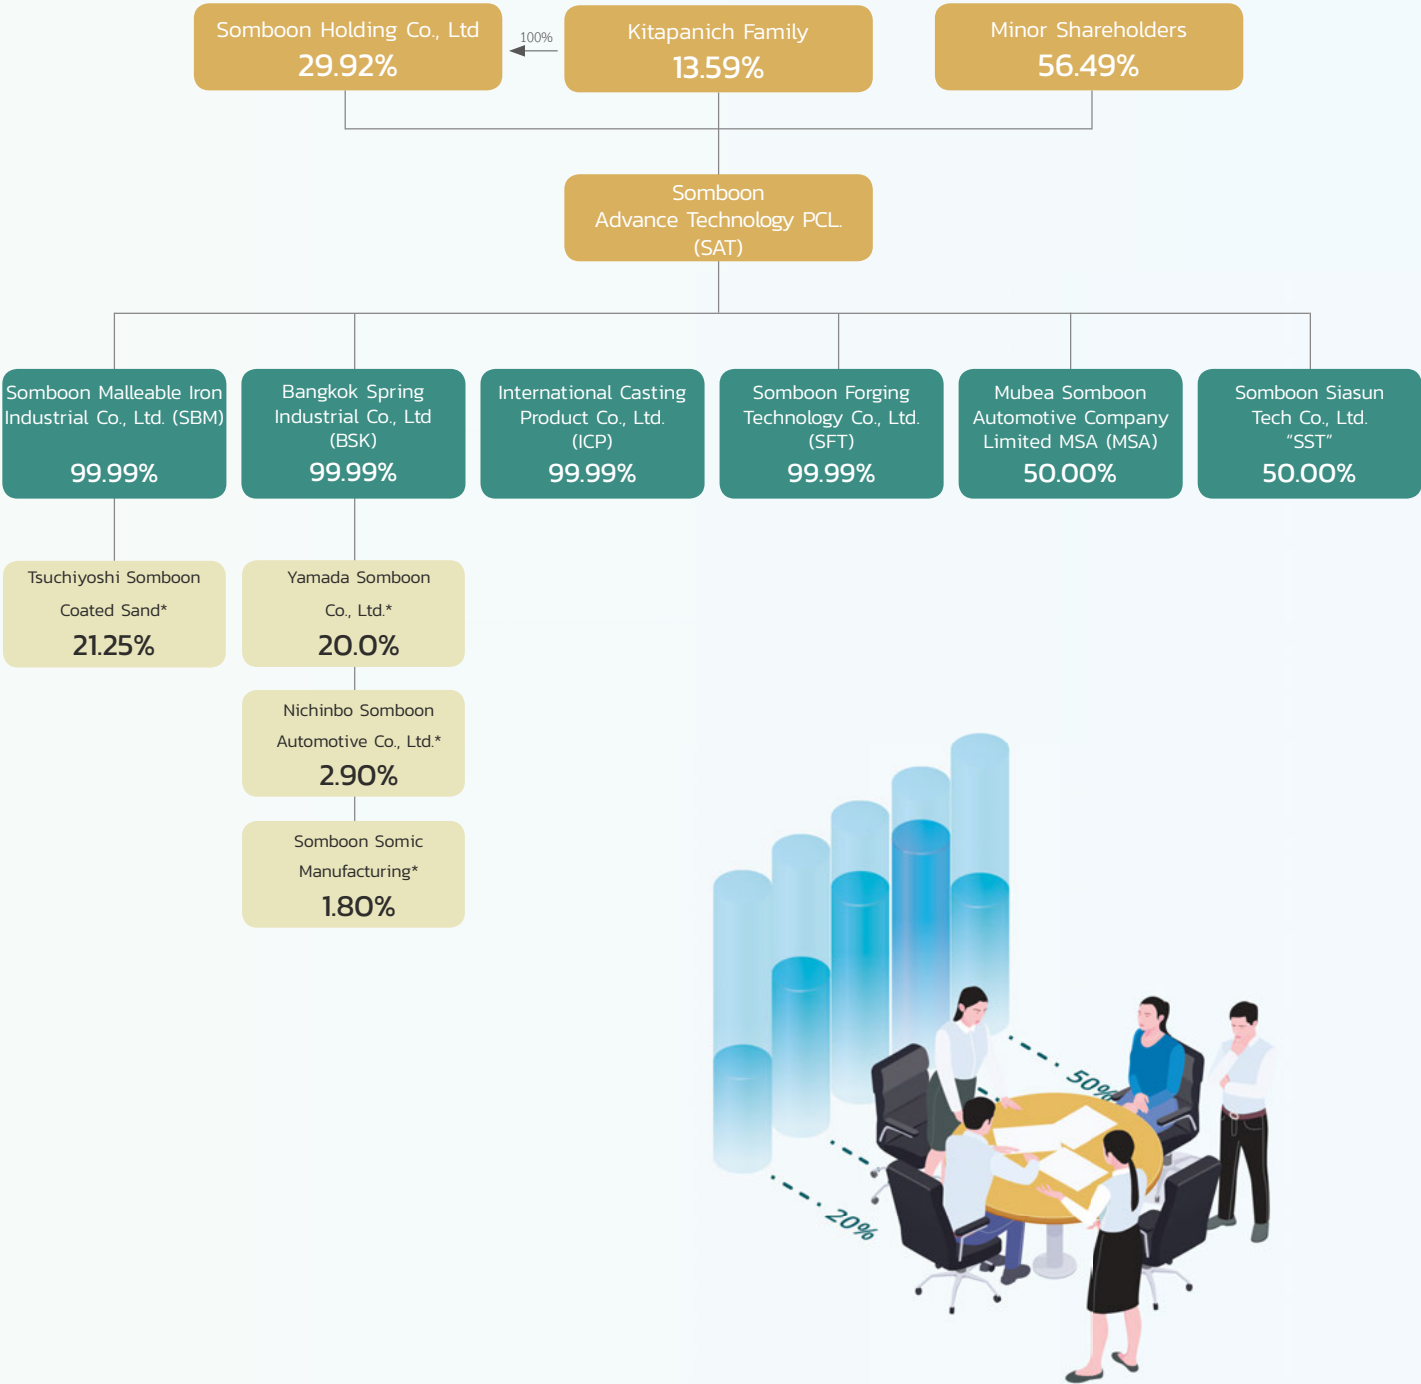 Somboon Holding Co., Ltd
29.92%
100%
Kitapanich Family
13.59%
Minor Shareholders
56.49%
Somboon
Advance Technology PCL.
(SAT)
Somboon Malleable Iron
Industrial Co., Ltd. (SBM)
99.99%
Bangkok Spring
Industrial Co., Ltd
(BSK)
99.99%
International Casting
Product Co., Ltd.
(ICP)
99.99%
Somboon Forging
Technology Co., Ltd.
(SFT)
99.99%
Mubea Somboon
Automotive Company
Limited MSA (MSA)
50.00%
Somboon Siasun
Tech Co., Ltd.
"SST"
50.00%
Tsuchiyoshi Somboon
Coated Sand*
21.25%
Yamada Somboon
Co., Ltd.*
20.0%
Nichinbo Somboon
Automotive Co., Ltd.*
2.90%
Somboon Somic
Manufacturing*
1.80%
50%
20%